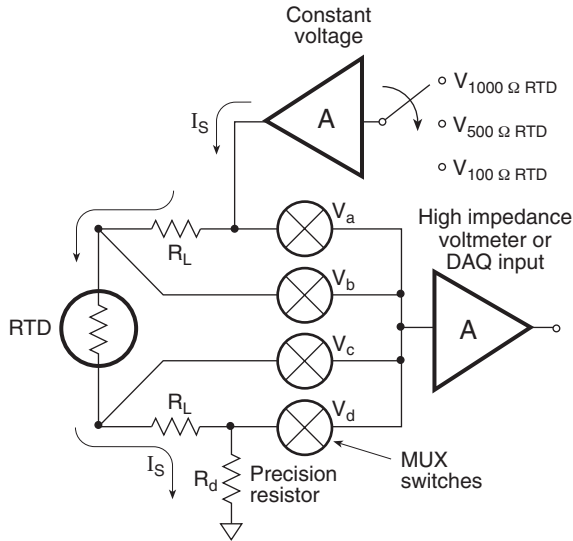 Constant
voltage
A
I_S
V_1000 Ω RTD
V_500 Ω RTD
V_100 Ω RTD
High impedance
voltmeter or
DAQ input
V_a
R_L
V_b
A
RTD
V_c
R_L
V_d
I_S
R_d
Precision
resistor
MUX
switches